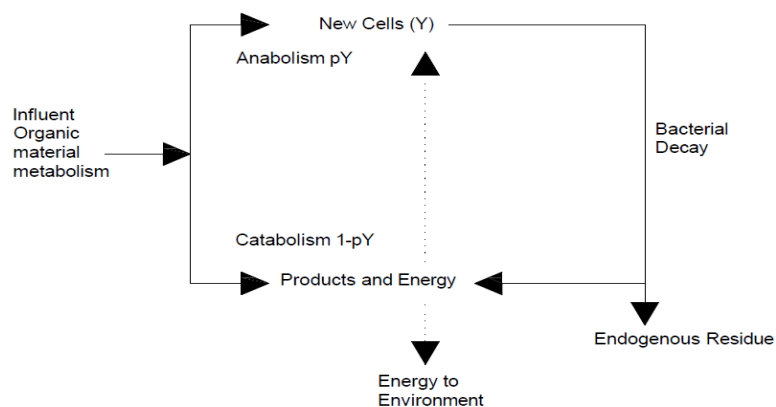 New Cells (Y)
Anabolism pY
Influent
Organic
material
metabolism
Bacterial
Decay
Catabolism 1-pY
Products and Energy
Endogenous Residue
Energy to
Environment